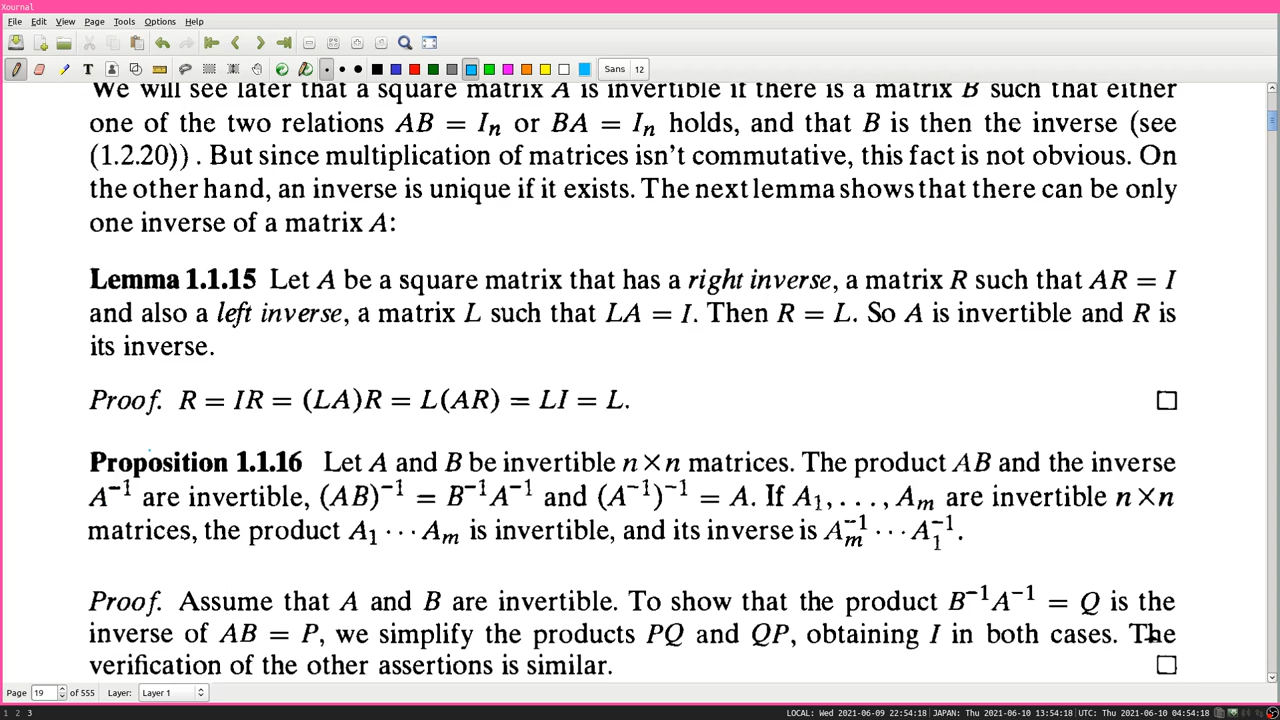 Xournal
File Edit View Page Tools Options Help
Sans 12
We will see later that a square matrix A is invertible if there is a matrix B such that either
one of the two relations AB = Iₙ or BA = Iₙ holds, and that B is then the inverse (see
(1.2.20)) . But since multiplication of matrices isn't commutative, this fact is not obvious. On
the other hand, an inverse is unique if it exists. The next lemma shows that there can be only
one inverse of a matrix A:
Lemma 1.1.15 Let A be a square matrix that has a right inverse, a matrix R such that AR = I
and also a left inverse, a matrix L such that LA = I. Then R = L. So A is invertible and R is
its inverse.
Proof. R = IR = (LA)R = L(AR) = LI = L. □
Proposition 1.1.16 Let A and B be invertible n×n matrices. The product AB and the inverse
A⁻¹ are invertible, (AB)⁻¹ = B⁻¹A⁻¹ and (A⁻¹)⁻¹ = A. If A₁, . . . , Aₘ are invertible n×n
matrices, the product A₁ · · · Aₘ is invertible, and its inverse is Aₘ⁻¹ · · · A₁⁻¹.
Proof. Assume that A and B are invertible. To show that the product B⁻¹A⁻¹ = Q is the
inverse of AB = P, we simplify the products PQ and QP, obtaining I in both cases. The
verification of the other assertions is similar. □
Page 19 of 555 Layer: Layer 1
1 2 3 LOCAL: Wed 2021-06-09 22:54:18 | JAPAN: Thu 2021-06-10 13:54:18 | UTC: Thu 2021-06-10 04:54:18